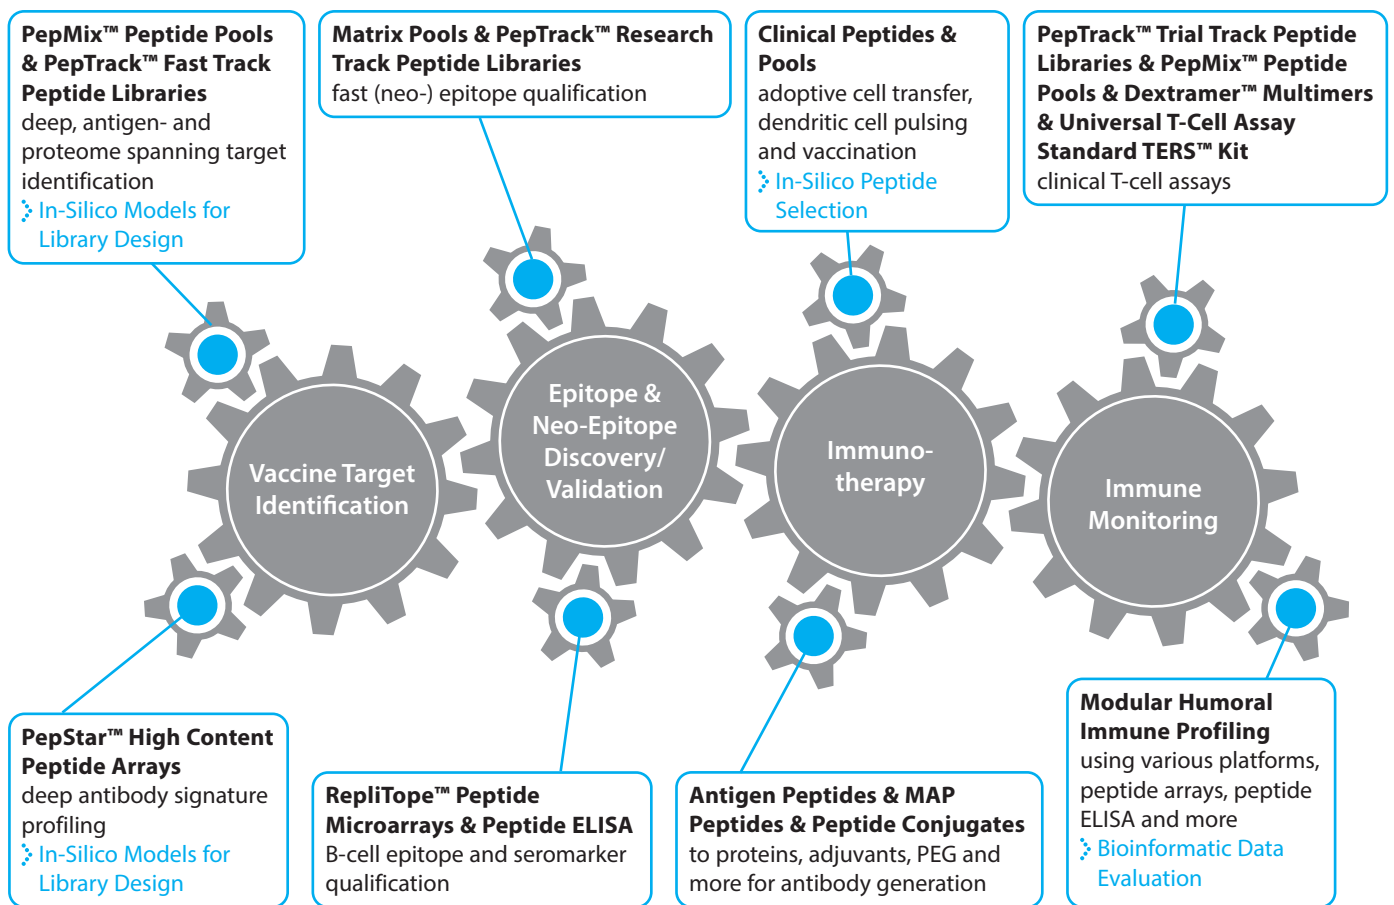 PepMix™ Peptide Pools
& PepTrack™ Fast Track
Peptide Libraries
deep, antigen- and
proteome spanning target
identification
In-Silico Models for
Library Design
Matrix Pools & PepTrack™ Research
Track Peptide Libraries
fast (neo-) epitope qualification
Clinical Peptides &
Pools
adoptive cell transfer,
dendritic cell pulsing
and vaccination
In-Silico Peptide
Selection
PepTrack™ Trial Track Peptide
Libraries & PepMix™ Peptide
Pools & Dextramer™ Multimers
& Universal T-Cell Assay
Standard TERS™ Kit
clinical T-cell assays
Vaccine Target
Identification
Epitope &
Neo-Epitope
Discovery/
Validation
Immuno-
therapy
Immune
Monitoring
PepStar™ High Content
Peptide Arrays
deep antibody signature
profiling
In-Silico Models for
Library Design
RepliTope™ Peptide
Microarrays & Peptide ELISA
B-cell epitope and seromarker
qualification
Antigen Peptides & MAP
Peptides & Peptide Conjugates
to proteins, adjuvants, PEG and
more for antibody generation
Modular Humoral
Immune Profiling
using various platforms,
peptide arrays, peptide
ELISA and more
Bioinformatic Data
Evaluation